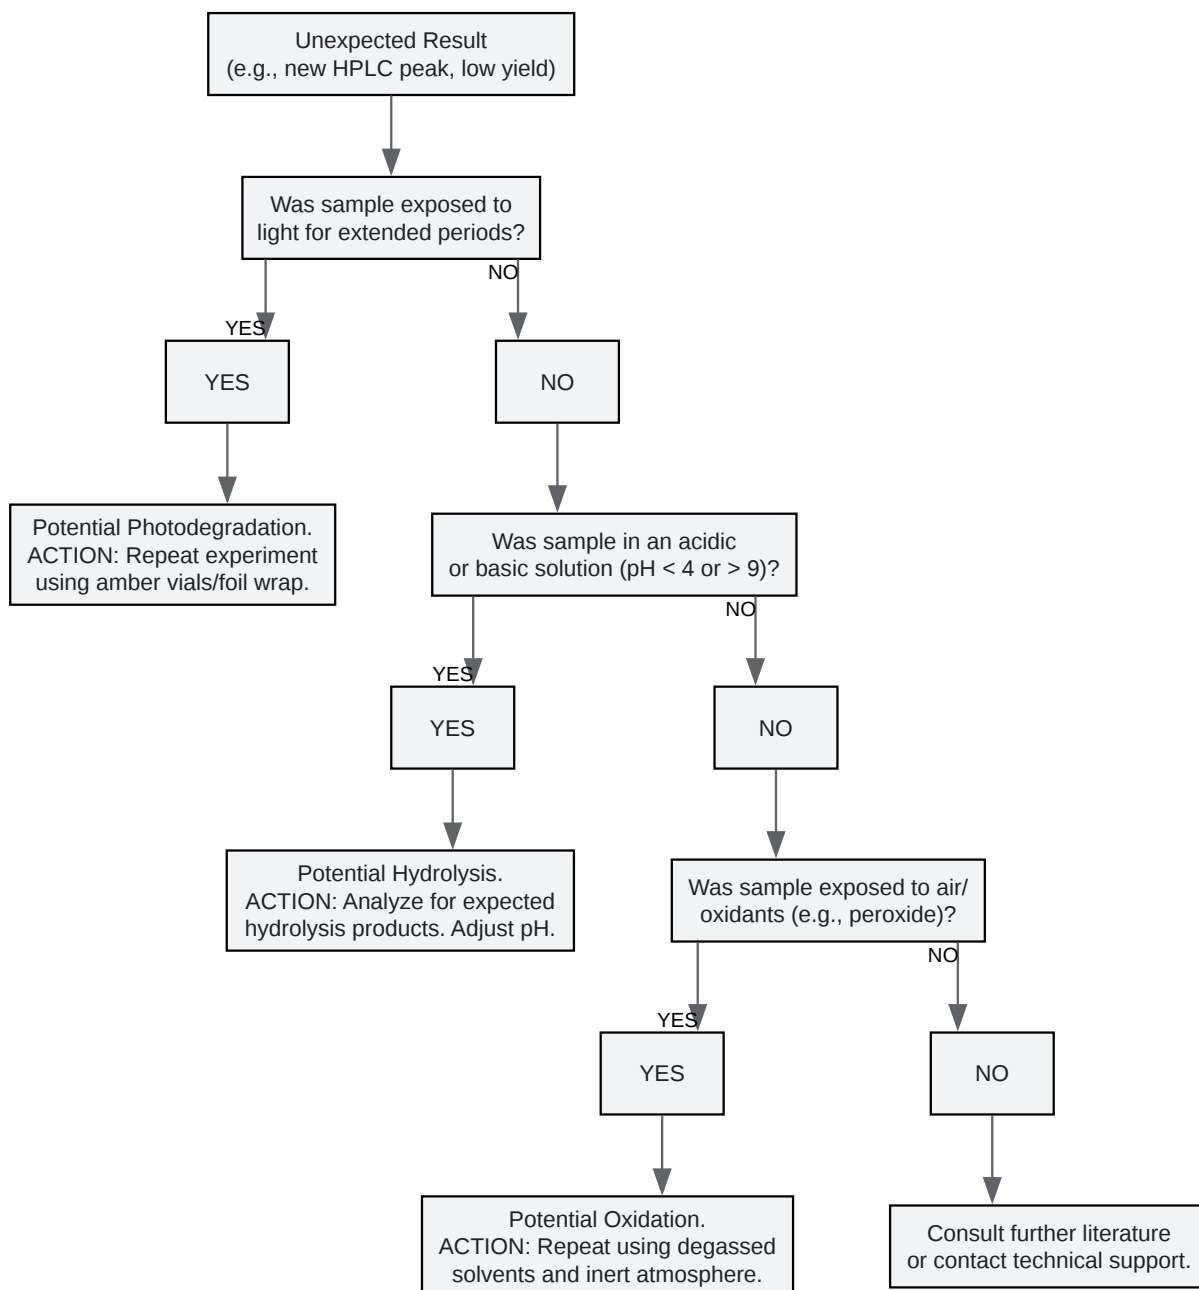 Unexpected Result
(e.g., new HPLC peak, low yield)
Was sample exposed to
light for extended periods?
NO
YES
YES
NO
Potential Photodegradation.
ACTION: Repeat experiment
using amber vials/foil wrap.
Was sample in an acidic
or basic solution (pH < 4 or > 9)?
NO
YES
YES
NO
Potential Hydrolysis.
ACTION: Analyze for expected
hydrolysis products. Adjust pH.
Was sample exposed to air/
oxidants (e.g., peroxide)?
NO
YES
YES
NO
Potential Oxidation.
ACTION: Repeat using degassed
solvents and inert atmosphere.
Consult further literature
or contact technical support.